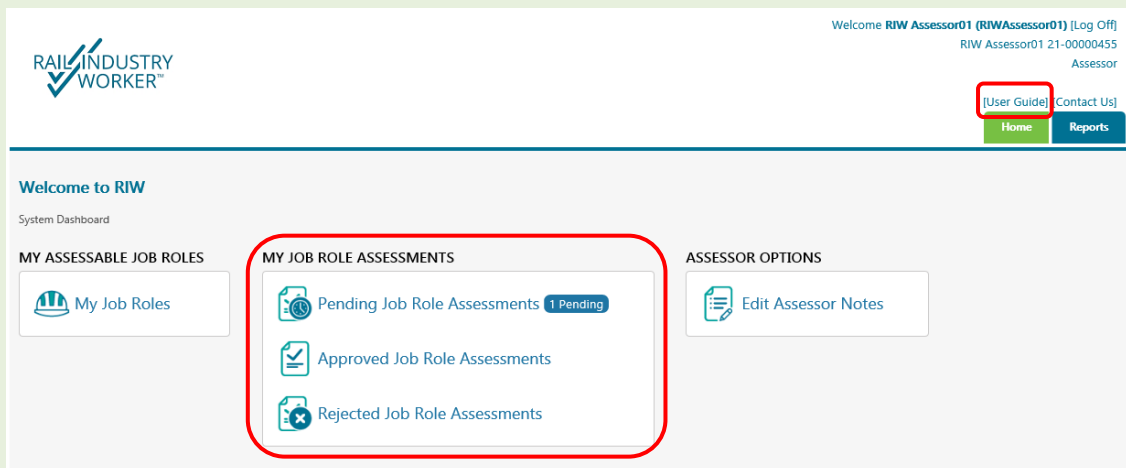 Welcome RIW Assessor01 (RIWAssessor01) [Log Off]
RIW Assessor01 21-00000455
Assessor
RAIL INDUSTRY
WORKER™
[User Guide] [Contact Us]
Home Reports
Welcome to RIW
System Dashboard
MY ASSESSABLE JOB ROLES
My Job Roles
MY JOB ROLE ASSESSMENTS
Pending Job Role Assessments 1 Pending
Approved Job Role Assessments
Rejected Job Role Assessments
ASSESSOR OPTIONS
Edit Assessor Notes